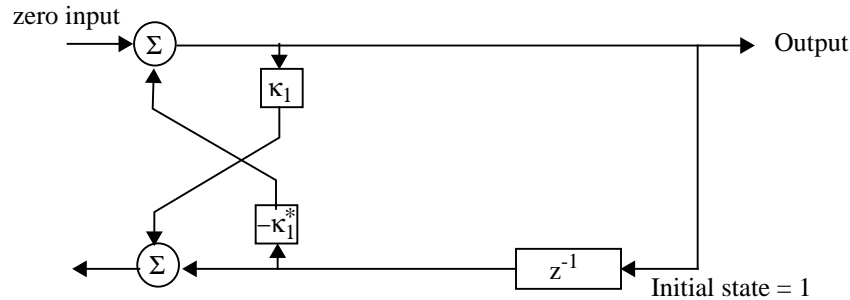 zero input
Σ
Output
κ₁
−κ₁*
Σ
z⁻¹
Initial state = 1